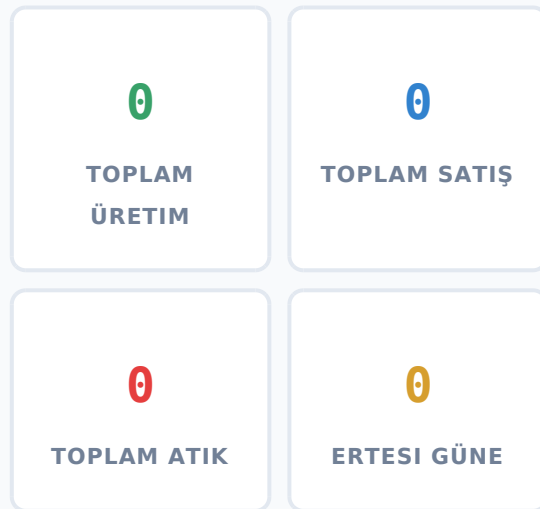 0
TOPLAM
ÜRETIM
0
TOPLAM SATIŞ
0
TOPLAM ATIK
0
ERTESI GÜNE